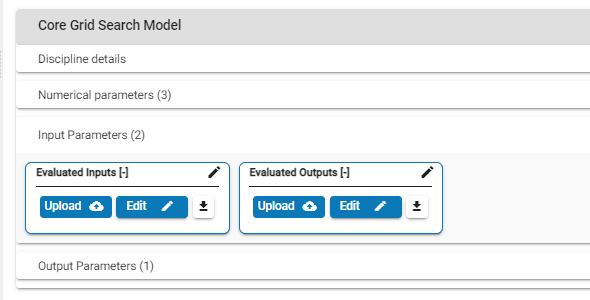 Core Grid Search Model
Discipline details
Numerical parameters (3)
Input Parameters (2)
Evaluated Inputs [-]
Upload Edit
Evaluated Outputs [-]
Upload Edit
Output Parameters (1)